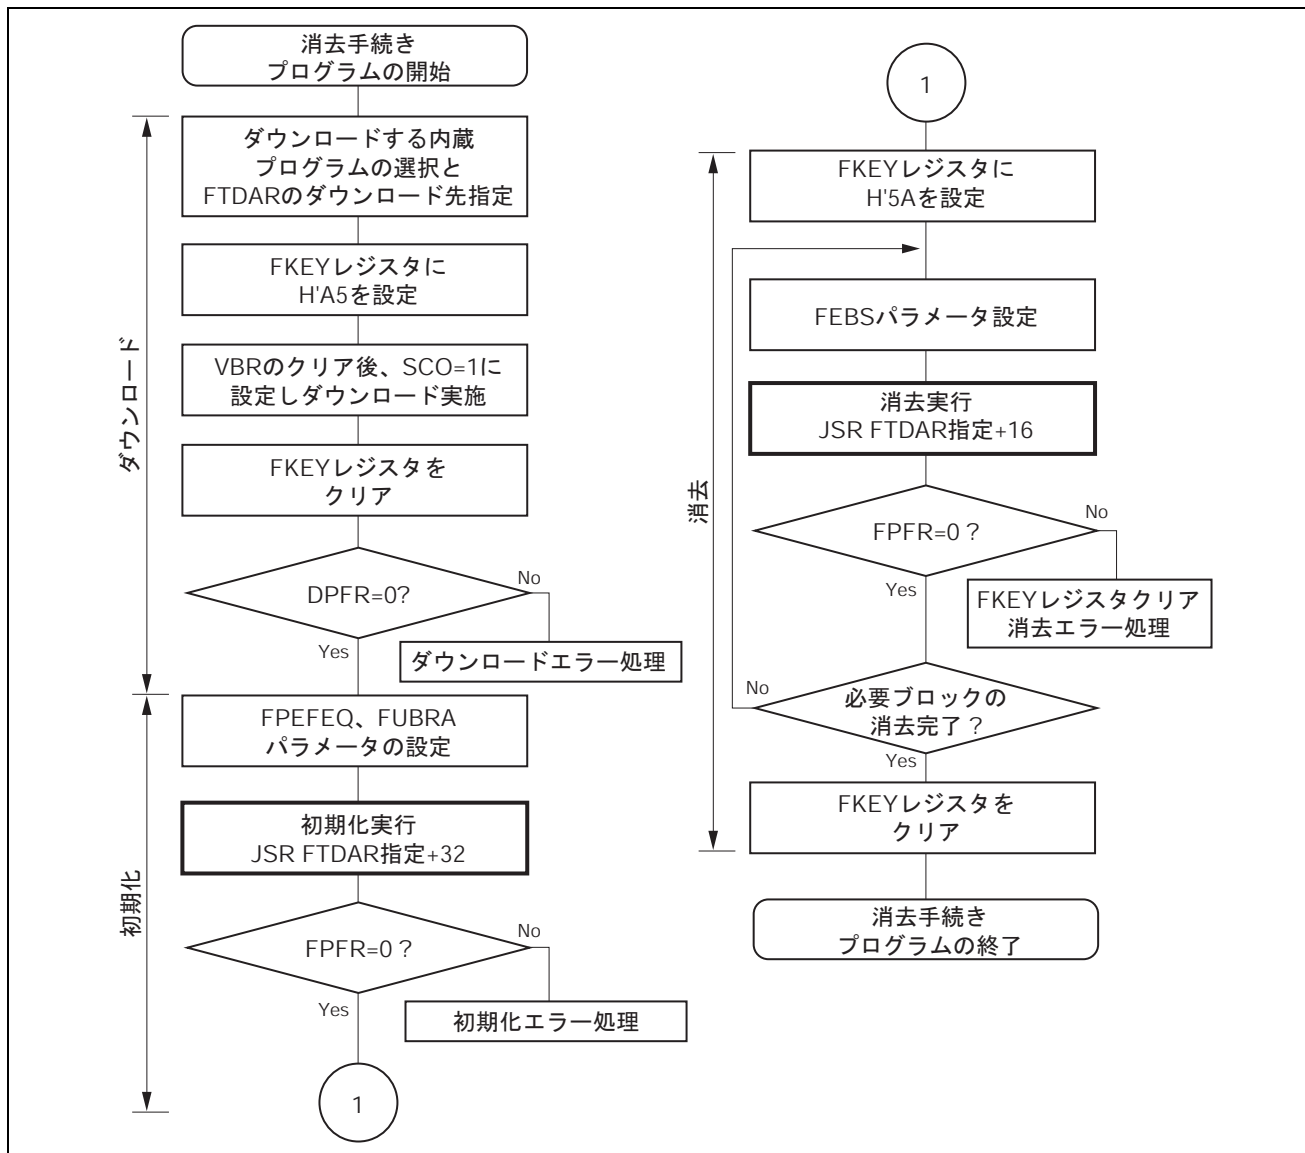 消去手続き
プログラムの開始
ダウンロードする内蔵
プログラムの選択と
FTDARのダウンロード先指定
FKEYレジスタに
H'A5を設定
VBRのクリア後、SCO=1に
設定しダウンロード実施
FKEYレジスタを
クリア
DPFR=0?
No
Yes
ダウンロードエラー処理
ダウンロード
FPEFEQ、FUBRA
パラメータの設定
初期化実行
JSR FTDAR指定+32
FPFR=0？
No
Yes
初期化エラー処理
初期化
1
1
FKEYレジスタに
H'5Aを設定
FEBSパラメータ設定
消去実行
JSR FTDAR指定+16
FPFR=0？
No
Yes
FKEYレジスタクリア
消去エラー処理
消去
必要ブロックの
消去完了？
No
Yes
FKEYレジスタを
クリア
消去手続き
プログラムの終了